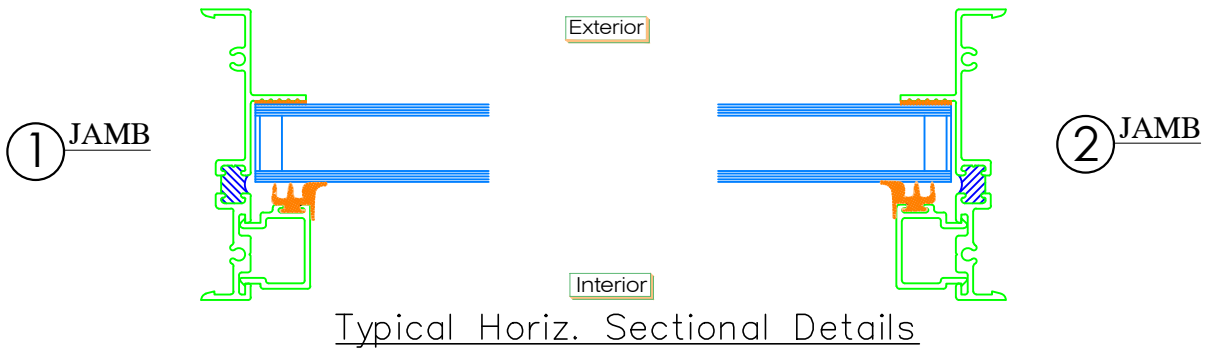 Exterior
1 JAMB
2 JAMB
Interior
Typical Horiz. Sectional Details